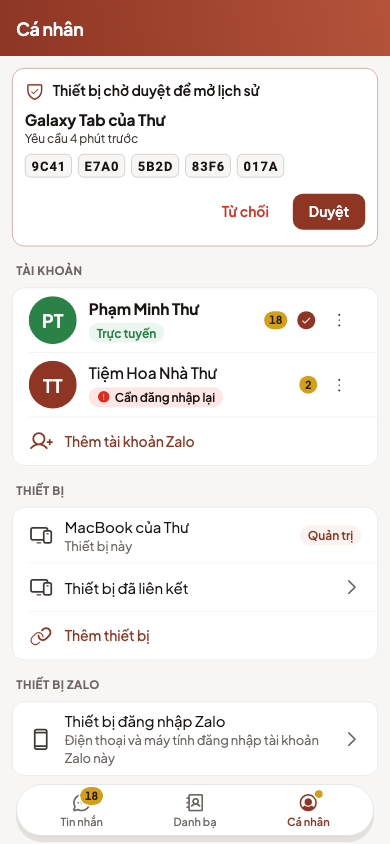 Cá nhân
Thiết bị chờ duyệt để mở lịch sử
Galaxy Tab của Thư
Yêu cầu 4 phút trước
9C41 E7A0 5B2D 83F6 017A
Từ chối Duyệt
TÀI KHOẢN
PT Phạm Minh Thư 18
Trực tuyến
TT Tiệm Hoa Nhà Thư 2
Cần đăng nhập lại
Thêm tài khoản Zalo
THIẾT BỊ
MacBook của Thư Quản trị
Thiết bị này
Thiết bị đã liên kết
Thêm thiết bị
THIẾT BỊ ZALO
Thiết bị đăng nhập Zalo
Điện thoại và máy tính đăng nhập tài khoản
Zalo này
18
Tin nhắn Danh bạ Cá nhân